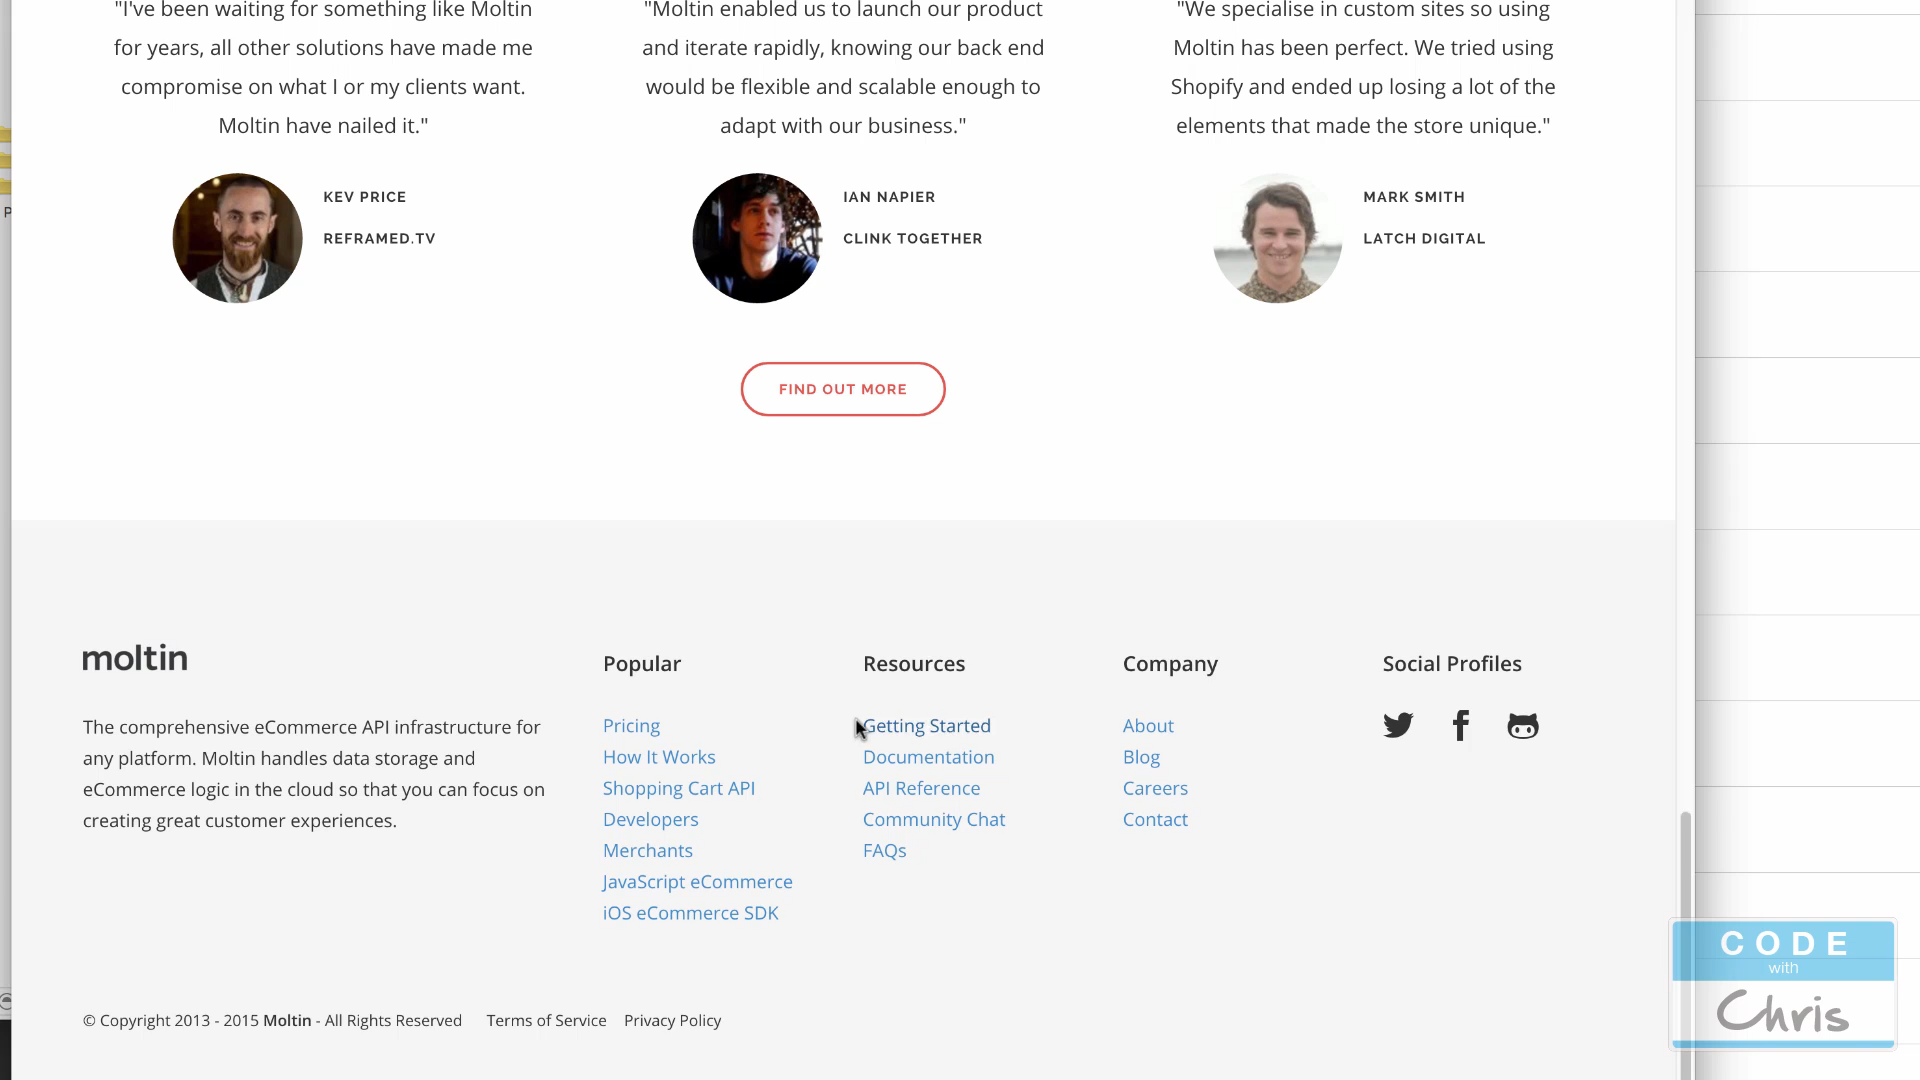 "I've been waiting for something like Moltin
for years, all other solutions have made me
compromise on what I or my clients want.
Moltin have nailed it."
KEV PRICE
REFRAMED.TV
"Moltin enabled us to launch our product
and iterate rapidly, knowing our back end
would be flexible and scalable enough to
adapt with our business."
IAN NAPIER
CLINK TOGETHER
"We specialise in custom sites so using
Moltin has been perfect. We tried using
Shopify and ended up losing a lot of the
elements that made the store unique."
MARK SMITH
LATCH DIGITAL
FIND OUT MORE
moltin
The comprehensive eCommerce API infrastructure for
any platform. Moltin handles data storage and
eCommerce logic in the cloud so that you can focus on
creating great customer experiences.
Popular
Pricing
How It Works
Shopping Cart API
Developers
Merchants
JavaScript eCommerce
iOS eCommerce SDK
Resources
Getting Started
Documentation
API Reference
Community Chat
FAQs
Company
About
Blog
Careers
Contact
Social Profiles
© Copyright 2013 - 2015 Moltin - All Rights Reserved Terms of Service Privacy Policy
CODE
with
Chris